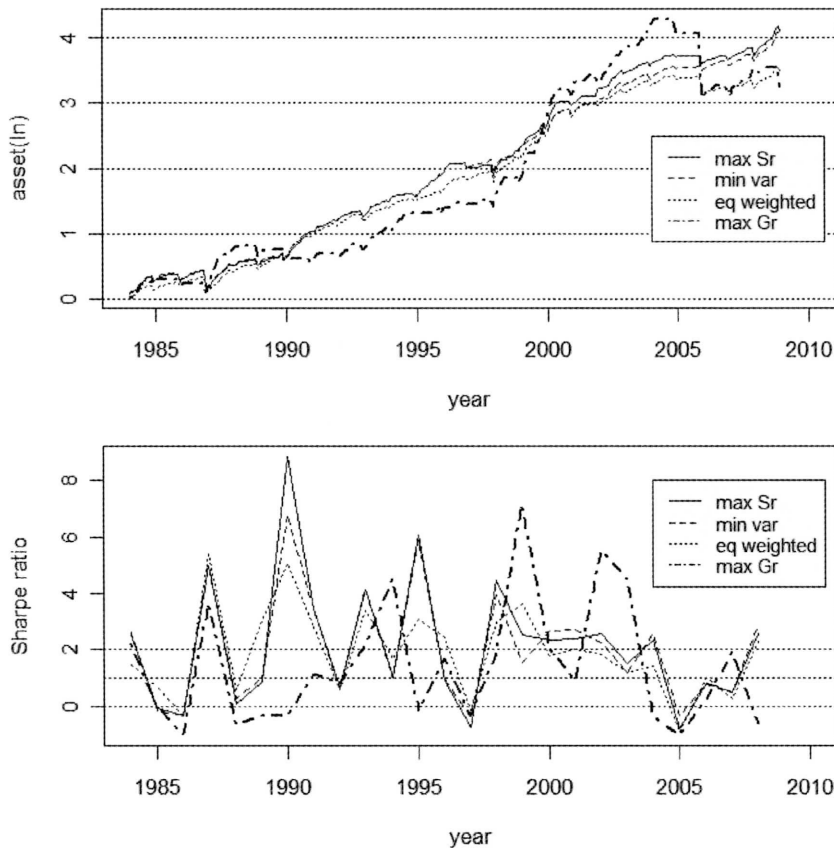 asset(ln)
4
3
2
1
0
max Sr
min var
eq weighted
max Gr
1985 1990 1995 2000 2005 2010
year
Sharpe ratio
8
6
4
2
0
max Sr
min var
eq weighted
max Gr
1985 1990 1995 2000 2005 2010
year